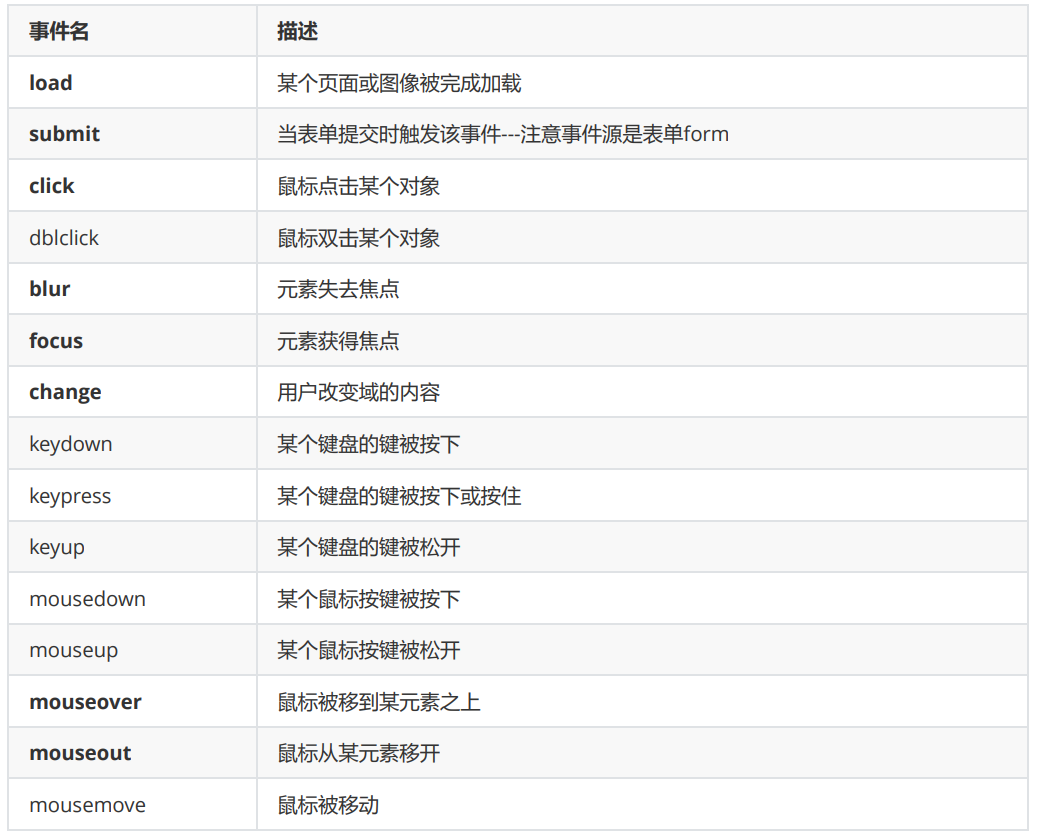 事件名 描述
load 某个页面或图像被完成加载
submit 当表单提交时触发该事件---注意事件源是表单form
click 鼠标点击某个对象
dblclick 鼠标双击某个对象
blur 元素失去焦点
focus 元素获得焦点
change 用户改变域的内容
keydown 某个键盘的键被按下
keypress 某个键盘的键被按下或按住
keyup 某个键盘的键被松开
mousedown 某个鼠标按键被按下
mouseup 某个鼠标按键被松开
mouseover 鼠标被移到某元素之上
mouseout 鼠标从某元素移开
mousemove 鼠标被移动